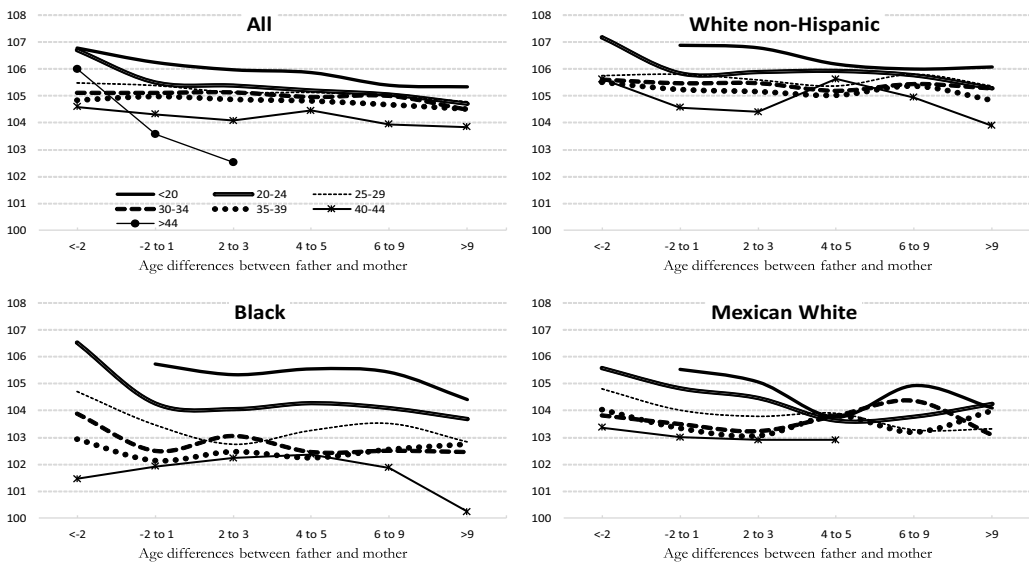 All
108
107
106
105
104
103
102
101
100
<20 20-24 25-29
30-34 35-39 40-44
>44
<-2 -2 to 1 2 to 3 4 to 5 6 to 9 >9
Age differences between father and mother
White non-Hispanic
108
107
106
105
104
103
102
101
100
<-2 -2 to 1 2 to 3 4 to 5 6 to 9 >9
Age differences between father and mother
Black
108
107
106
105
104
103
102
101
100
<-2 -2 to 1 2 to 3 4 to 5 6 to 9 >9
Age differences between father and mother
Mexican White
108
107
106
105
104
103
102
101
100
<-2 -2 to 1 2 to 3 4 to 5 6 to 9 >9
Age differences between father and mother